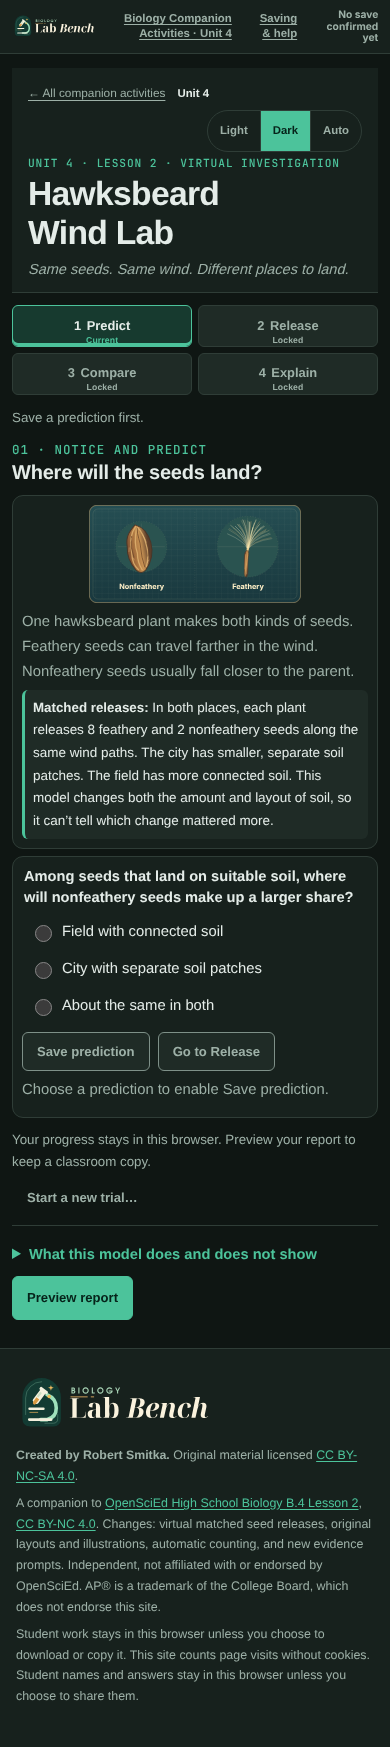 BIOLOGY
Lab Bench
Biology Companion
Activities · Unit 4
Saving
& help
No save
confirmed
yet
← All companion activities Unit 4
Light Dark Auto
UNIT 4 · LESSON 2 · VIRTUAL INVESTIGATION
Hawksbeard
Wind Lab
Same seeds. Same wind. Different places to land.
1 Predict
Current
2 Release
Locked
3 Compare
Locked
4 Explain
Locked
Save a prediction first.
01 · NOTICE AND PREDICT
Where will the seeds land?
Nonfeathery Feathery
One hawksbeard plant makes both kinds of seeds.
Feathery seeds can travel farther in the wind.
Nonfeathery seeds usually fall closer to the parent.
Matched releases: In both places, each plant
releases 8 feathery and 2 nonfeathery seeds along the
same wind paths. The city has smaller, separate soil
patches. The field has more connected soil. This
model changes both the amount and layout of soil, so
it can’t tell which change mattered more.
Among seeds that land on suitable soil, where
will nonfeathery seeds make up a larger share?
Field with connected soil
City with separate soil patches
About the same in both
Save prediction Go to Release
Choose a prediction to enable Save prediction.
Your progress stays in this browser. Preview your report to
keep a classroom copy.
Start a new trial…
What this model does and does not show
Preview report
BIOLOGY
Lab Bench
Created by Robert Smitka. Original material licensed CC BY-
NC-SA 4.0.
A companion to OpenSciEd High School Biology B.4 Lesson 2,
CC BY-NC 4.0. Changes: virtual matched seed releases, original
layouts and illustrations, automatic counting, and new evidence
prompts. Independent, not affiliated with or endorsed by
OpenSciEd. AP® is a trademark of the College Board, which
does not endorse this site.
Student work stays in this browser unless you choose to
download or copy it. This site counts page visits without cookies.
Student names and answers stay in this browser unless you
choose to share them.